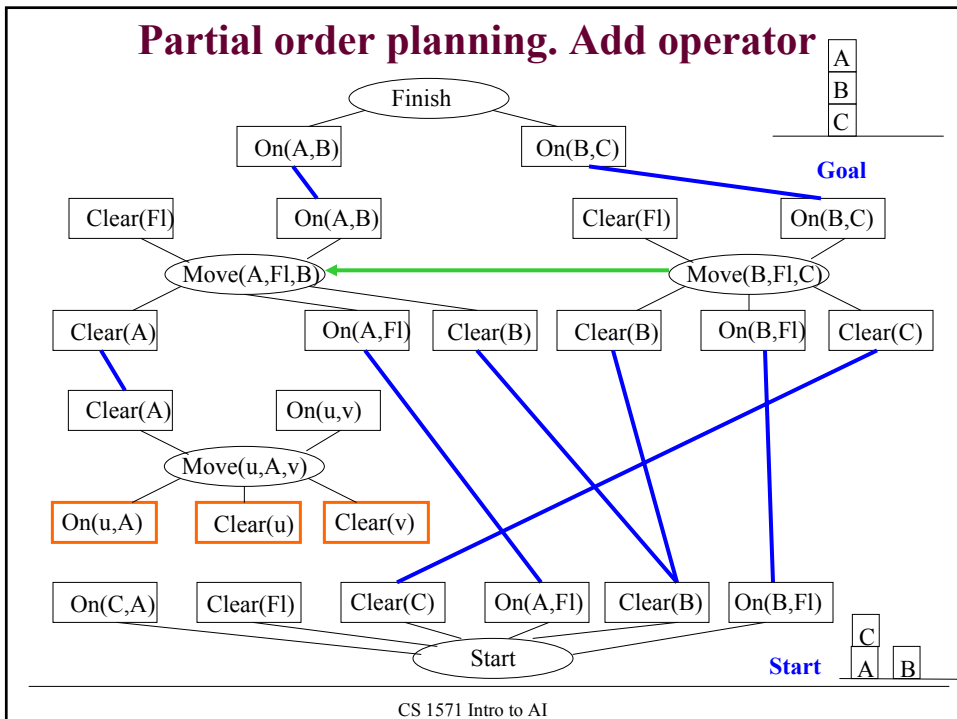 Partial order planning. Add operator
A
B
C
Finish
On(A,B)
On(B,C)
Goal
Clear(Fl)
On(A,B)
Clear(Fl)
On(B,C)
Move(A,Fl,B)
Move(B,Fl,C)
Clear(A)
On(A,Fl)
Clear(B)
Clear(B)
On(B,Fl)
Clear(C)
Clear(A)
On(u,v)
Move(u,A,v)
On(u,A)
Clear(u)
Clear(v)
On(C,A)
Clear(Fl)
Clear(C)
On(A,Fl)
Clear(B)
On(B,Fl)
Start
Start
C
A B
CS 1571 Intro to AI